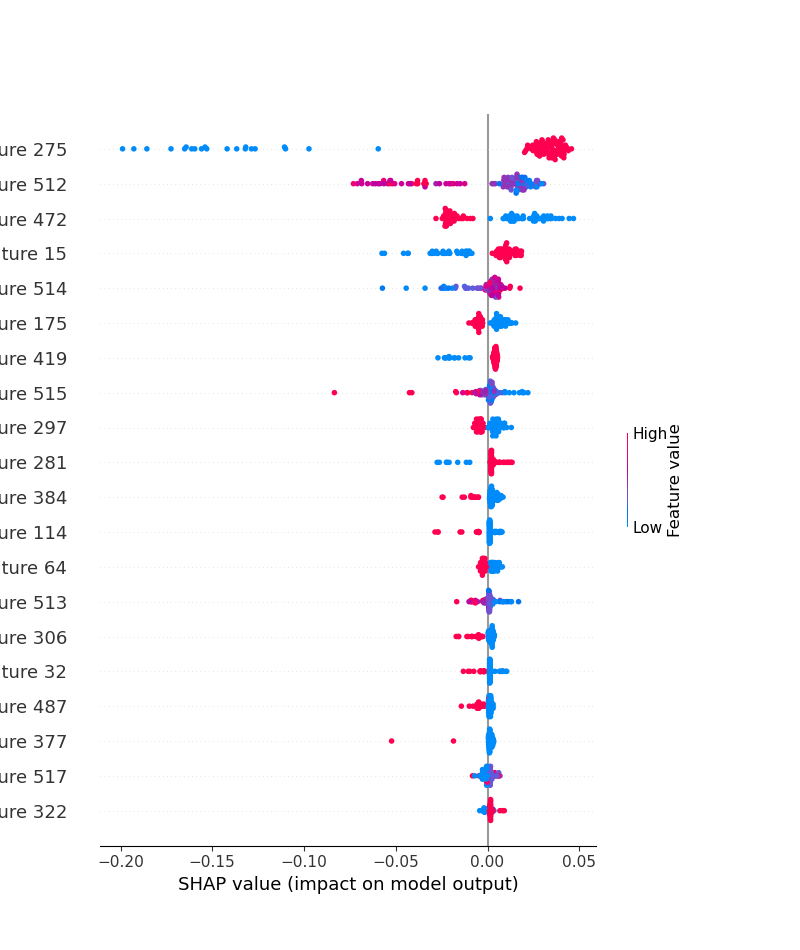 ure 275
ure 512
ure 472
ture 15
ure 514
ure 175
ure 419
ure 515
ure 297
ure 281
ure 384
ure 114
ture 64
ure 513
ure 306
ture 32
ure 487
ure 377
ure 517
ure 322
High
Low
Feature value
−0.20 −0.15 −0.10 −0.05 0.00 0.05
SHAP value (impact on model output)